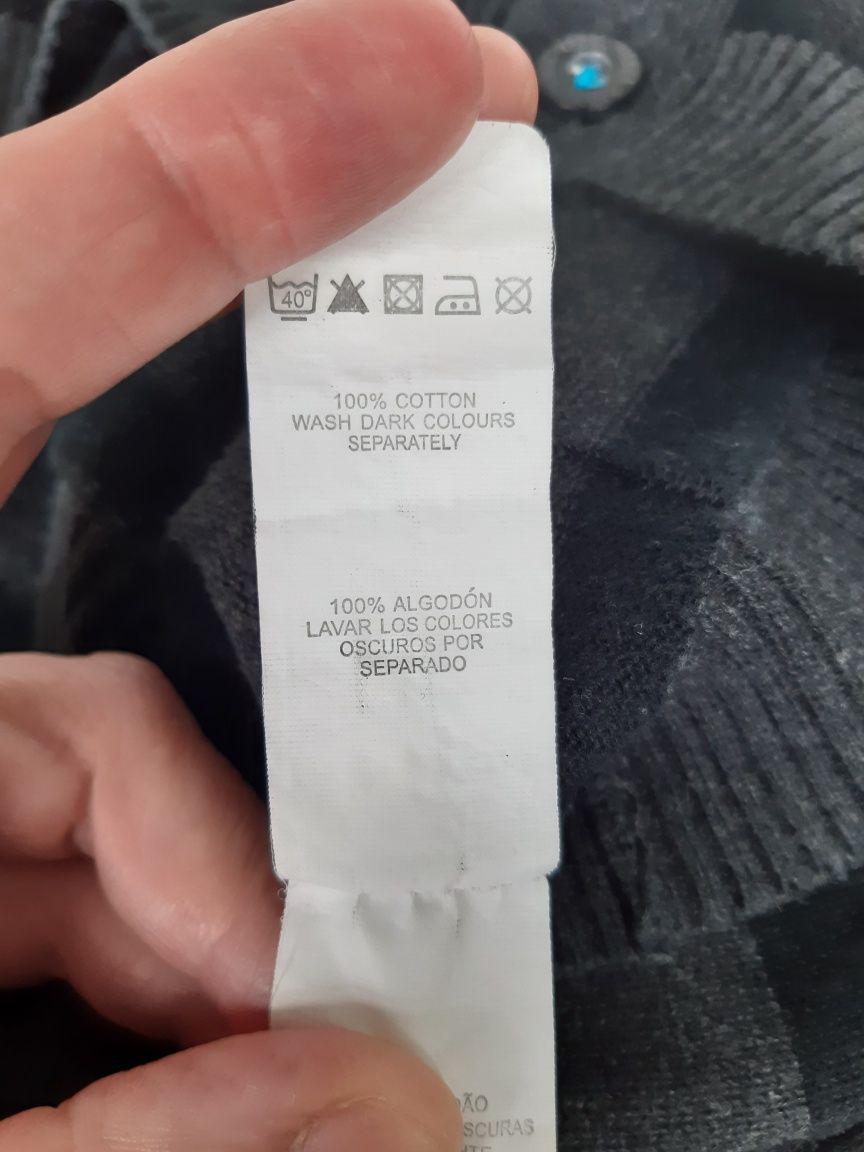 40°
100% COTTON
WASH DARK COLOURS
SEPARATELY
100% ALGODÓN
LAVAR LOS COLORES
OSCUROS POR
SEPARADO